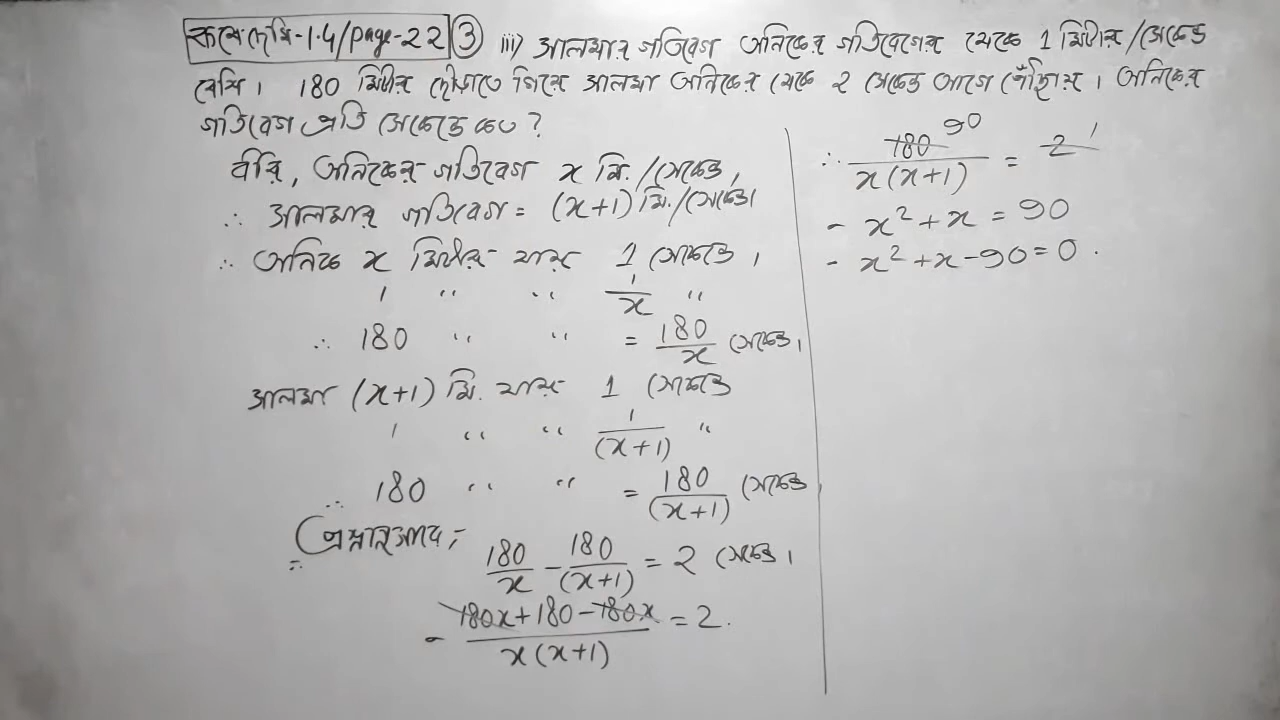 কষে দেখি-1.4/page-22 ③ iii) আলমার গতিবেগ অনিকের গতিবেগের থেকে 1 মিটার/সেকেন্ড
বেশি। 180 মিটার দৌড়াতে গিয়ে আলমা অনিকের থেকে 2 সেকেন্ড আগে পৌঁছায়। অনিকের
গতিবেগ প্রতি সেকেন্ডে কত?
ধরি, অনিকের গতিবেগ x মি./সেকেন্ড,
∴ আলমার গতিবেগ = (x+1) মি./সেকেন্ড।
∴ অনিক x মিটার যায় 1 সেকেন্ডে,
1 " " 1/x "
∴ 180 " " = 180/x সেকেন্ডে,
আলমা (x+1) মি. যায় 1 সেকেন্ডে
1 " " 1/(x+1) "
∴ 180 " " = 180/(x+1) সেকেন্ডে
প্রশ্নানুসারে,
∴ 180/x - 180/(x+1) = 2 সেকেন্ড,
- (180x+180-180x)/(x(x+1)) = 2.
90 1
∴ 180/(x(x+1)) = 2
- x² + x = 90
- x² + x - 90 = 0.